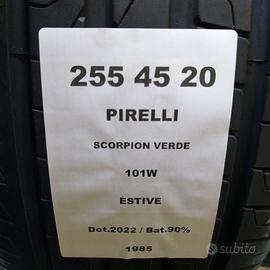 255 45 20
PIRELLI
SCORPION VERDE
101W
ESTIVE
Dot.2022 / Bat.90%
1985
subito